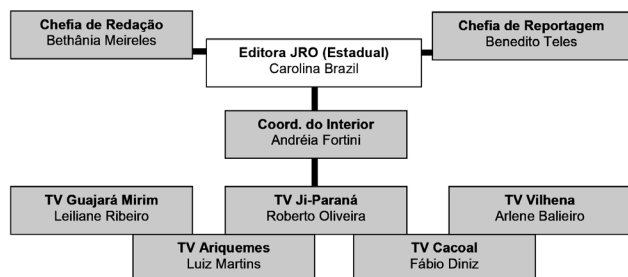 Chefia de Redação
Bethânia Meireles
Chefia de Reportagem
Benedito Teles
Editora JRO (Estadual)
Carolina Brazil
Coord. do Interior
Andréia Fortini
TV Guajará Mirim
Leiliane Ribeiro
TV Ji-Paraná
Roberto Oliveira
TV Vilhena
Arlene Balieiro
TV Ariquemes
Luiz Martins
TV Cacoal
Fábio Diniz